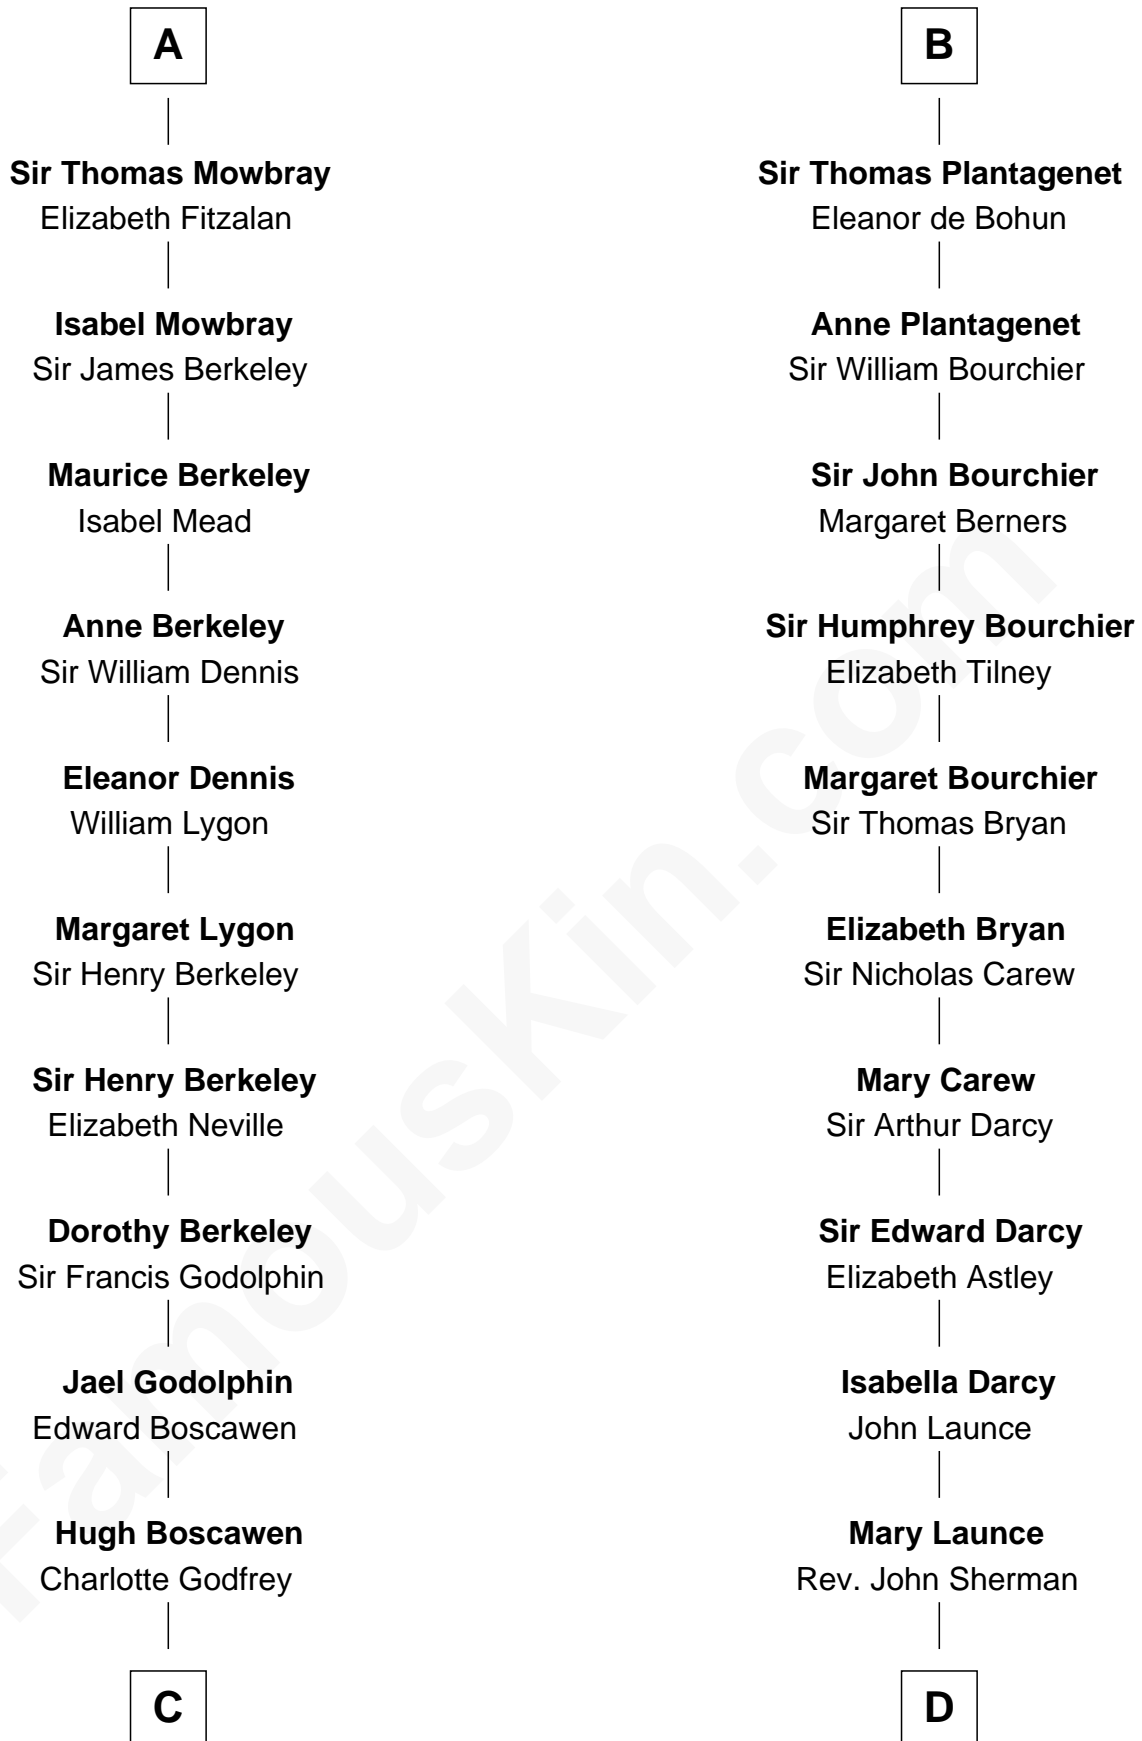 A
Sir Thomas Mowbray
Elizabeth Fitzalan
Isabel Mowbray
Sir James Berkeley
Maurice Berkeley
Isabel Mead
Anne Berkeley
Sir William Dennis
Eleanor Dennis
William Lygon
Margaret Lygon
Sir Henry Berkeley
Sir Henry Berkeley
Elizabeth Neville
Dorothy Berkeley
Sir Francis Godolphin
Jael Godolphin
Edward Boscawen
Hugh Boscawen
Charlotte Godfrey
C
B
Sir Thomas Plantagenet
Eleanor de Bohun
Anne Plantagenet
Sir William Bourchier
Sir John Bourchier
Margaret Berners
Sir Humphrey Bourchier
Elizabeth Tilney
Margaret Bourchier
Sir Thomas Bryan
Elizabeth Bryan
Sir Nicholas Carew
Mary Carew
Sir Arthur Darcy
Sir Edward Darcy
Elizabeth Astley
Isabella Darcy
John Launce
Mary Launce
Rev. John Sherman
D
FamousKin.com